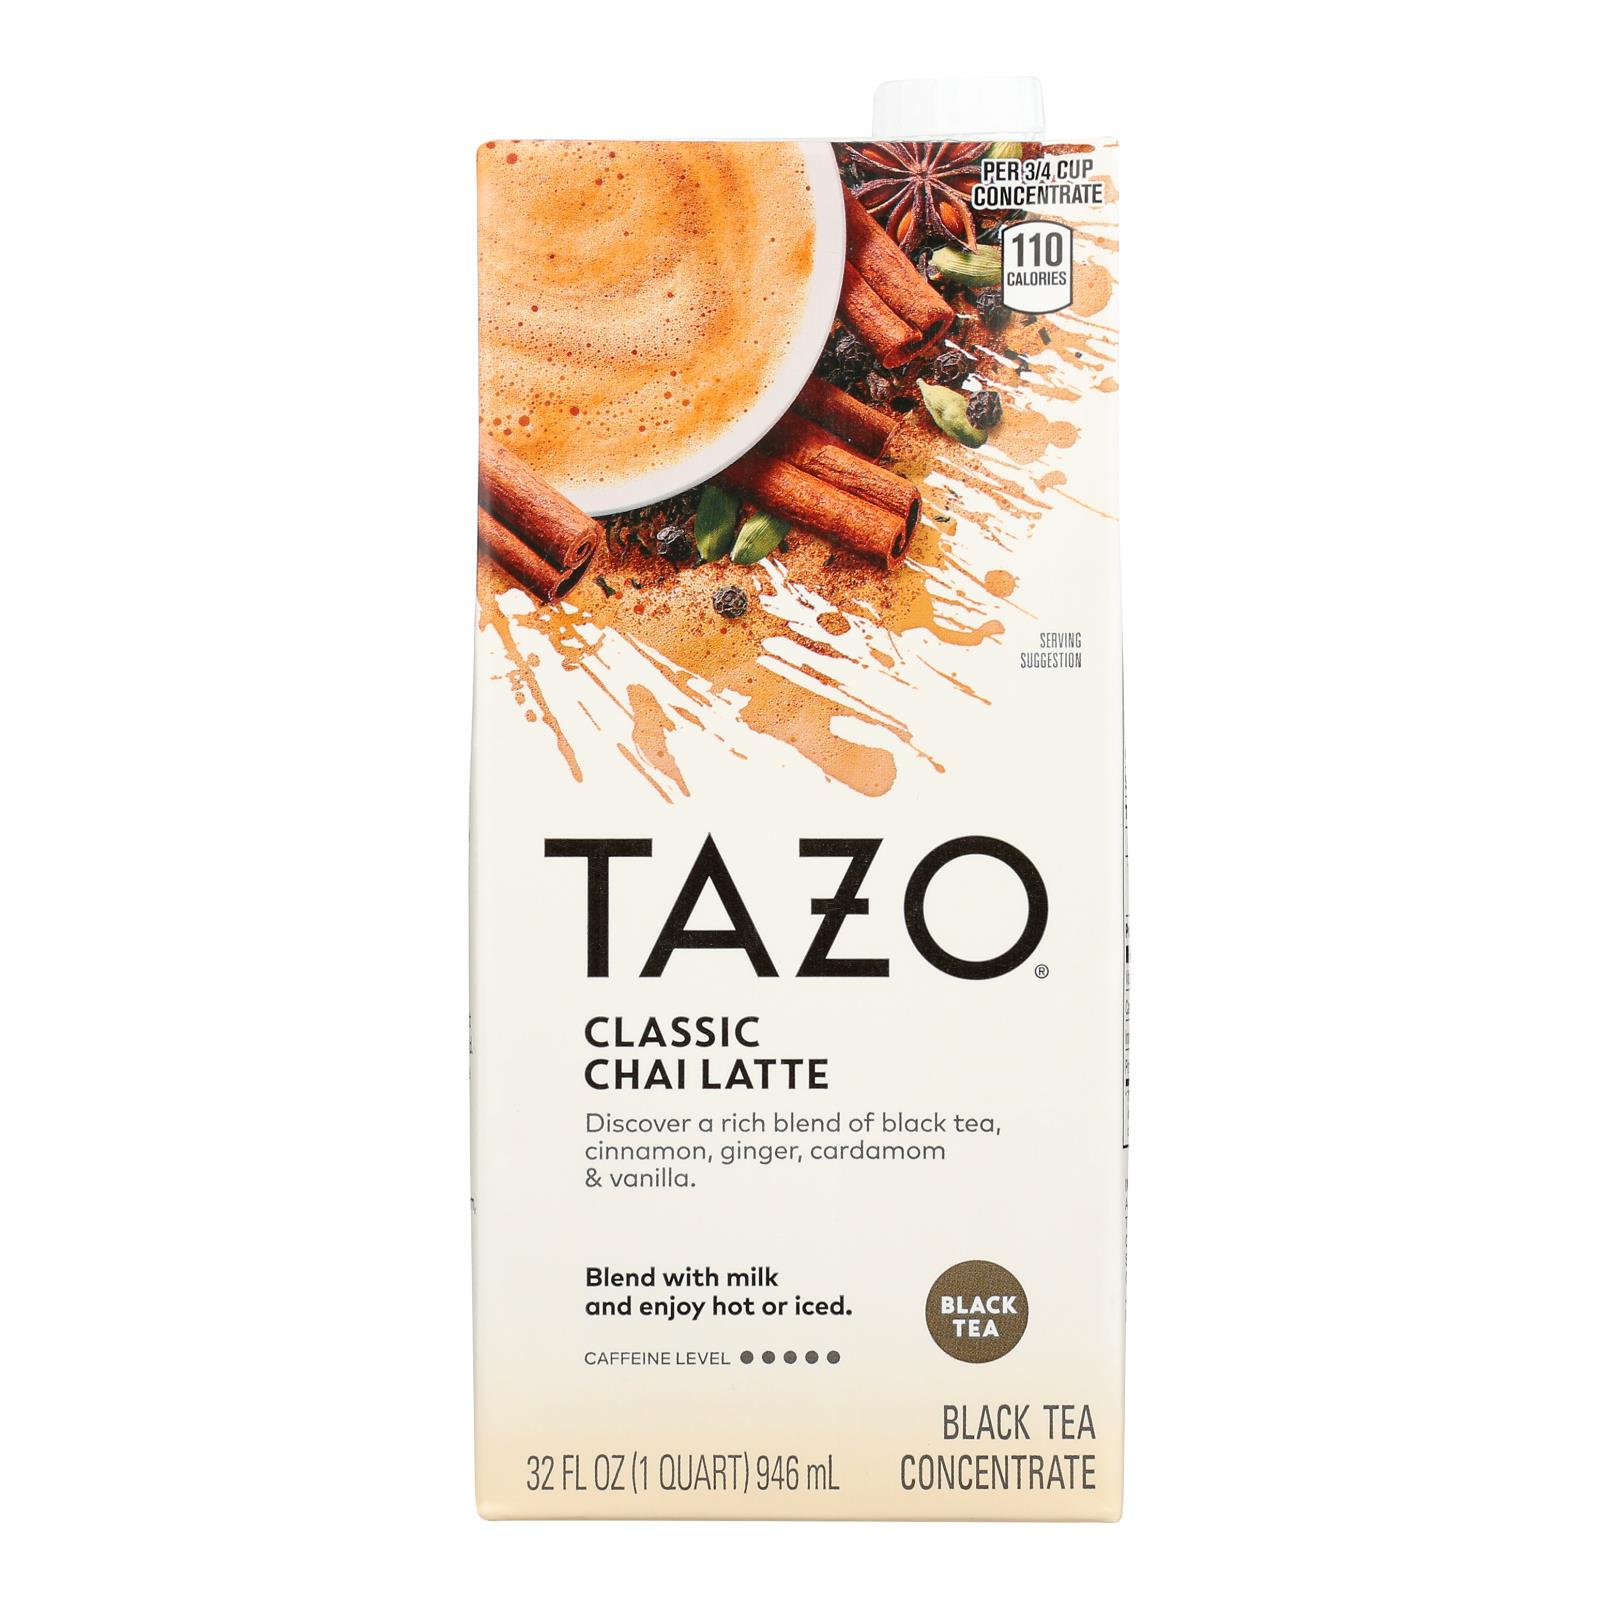 PER 3/4 CUP
CONCENTRATE
110
CALORIES
SERVING
SUGGESTION
TAZO®
CLASSIC
CHAI LATTE
Discover a rich blend of black tea,
cinnamon, ginger, cardamom
& vanilla.
Blend with milk
and enjoy hot or iced.
CAFFEINE LEVEL
BLACK
TEA
BLACK TEA
CONCENTRATE
32 FL OZ (1 QUART) 946 mL